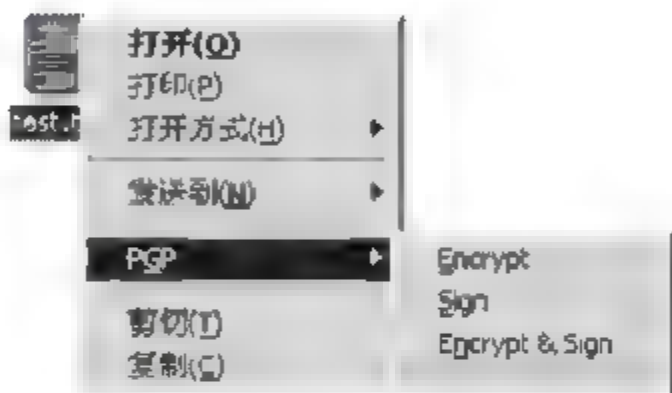 打开(O)
打印(P)
打开方式(H)
发送到(N)
PGP
Encrypt
Sign
Encrypt & Sign
剪切(T)
复制(C)